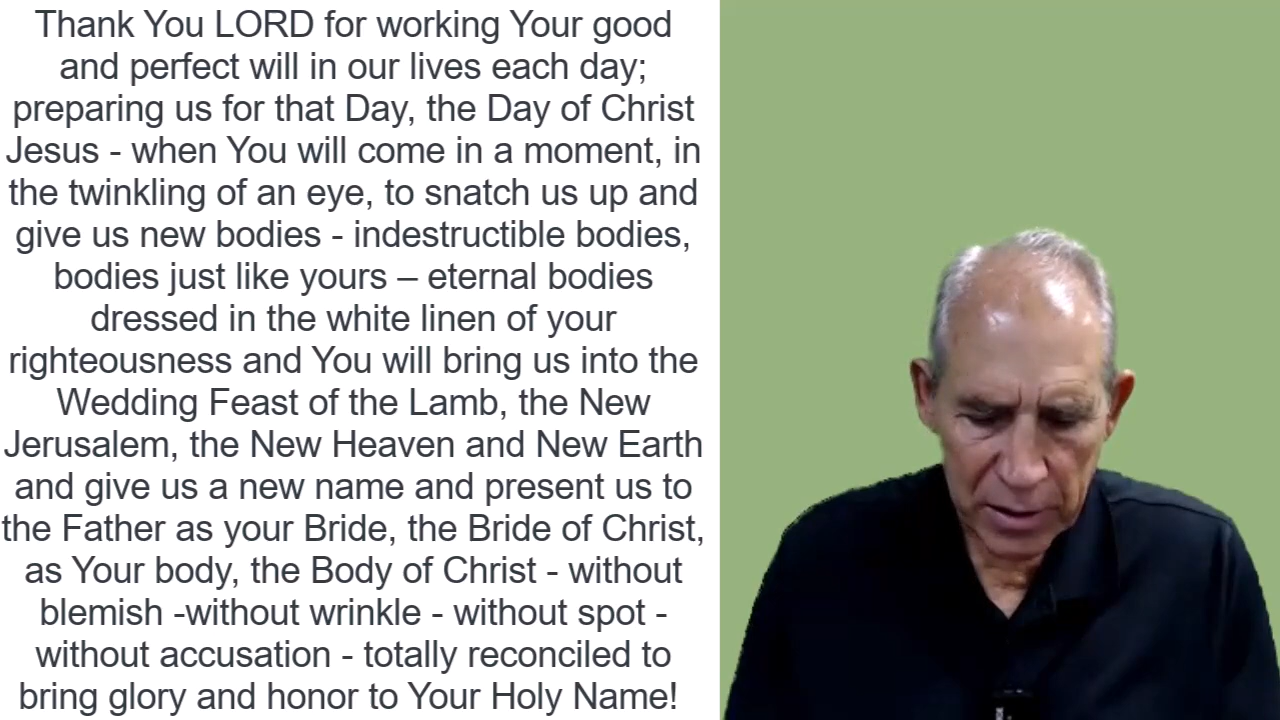 Thank You LORD for working Your good
and perfect will in our lives each day;
preparing us for that Day, the Day of Christ
Jesus - when You will come in a moment, in
the twinkling of an eye, to snatch us up and
give us new bodies - indestructible bodies,
bodies just like yours – eternal bodies
dressed in the white linen of your
righteousness and You will bring us into the
Wedding Feast of the Lamb, the New
Jerusalem, the New Heaven and New Earth
and give us a new name and present us to
the Father as your Bride, the Bride of Christ,
as Your body, the Body of Christ - without
blemish -without wrinkle - without spot -
without accusation - totally reconciled to
bring glory and honor to Your Holy Name!